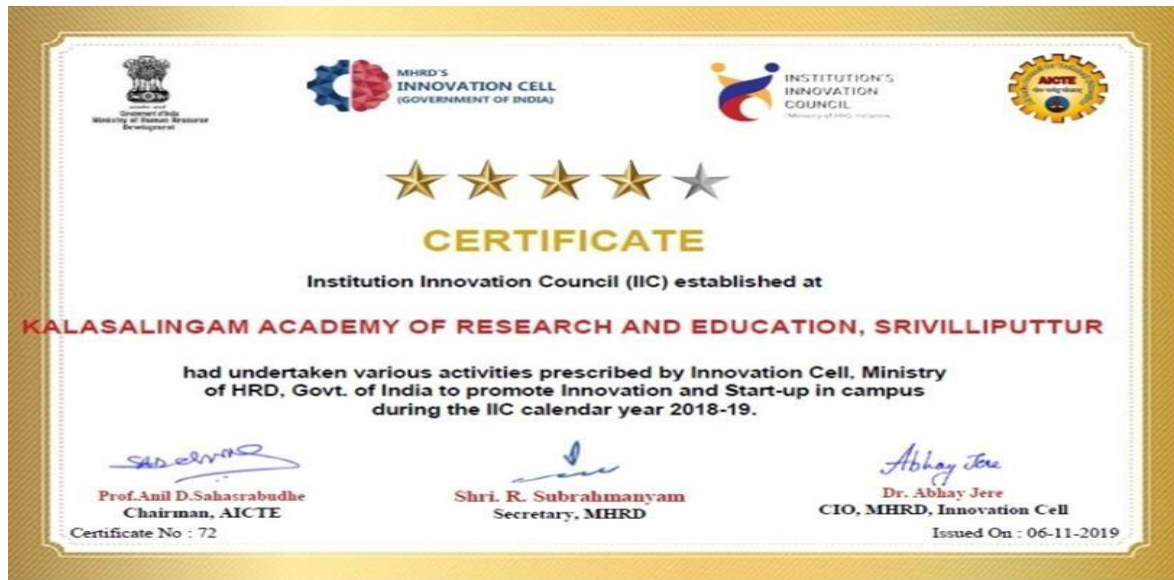 Government of India
Ministry of Human Resource
Development
MHRD'S
INNOVATION CELL
(GOVERNMENT OF INDIA)
INSTITUTION'S
INNOVATION
COUNCIL
(Ministry of HRD Initiative)
AICTE
CERTIFICATE
Institution Innovation Council (IIC) established at
KALASALINGAM ACADEMY OF RESEARCH AND EDUCATION, SRIVILLIPUTTUR
had undertaken various activities prescribed by Innovation Cell, Ministry
of HRD, Govt. of India to promote Innovation and Start-up in campus
during the IIC calendar year 2018-19.
Abhay Jere
Prof.Anil D.Sahasrabudhe
Chairman, AICTE
Shri. R. Subrahmanyam
Secretary, MHRD
Dr. Abhay Jere
CIO, MHRD, Innovation Cell
Certificate No : 72
Issued On : 06-11-2019